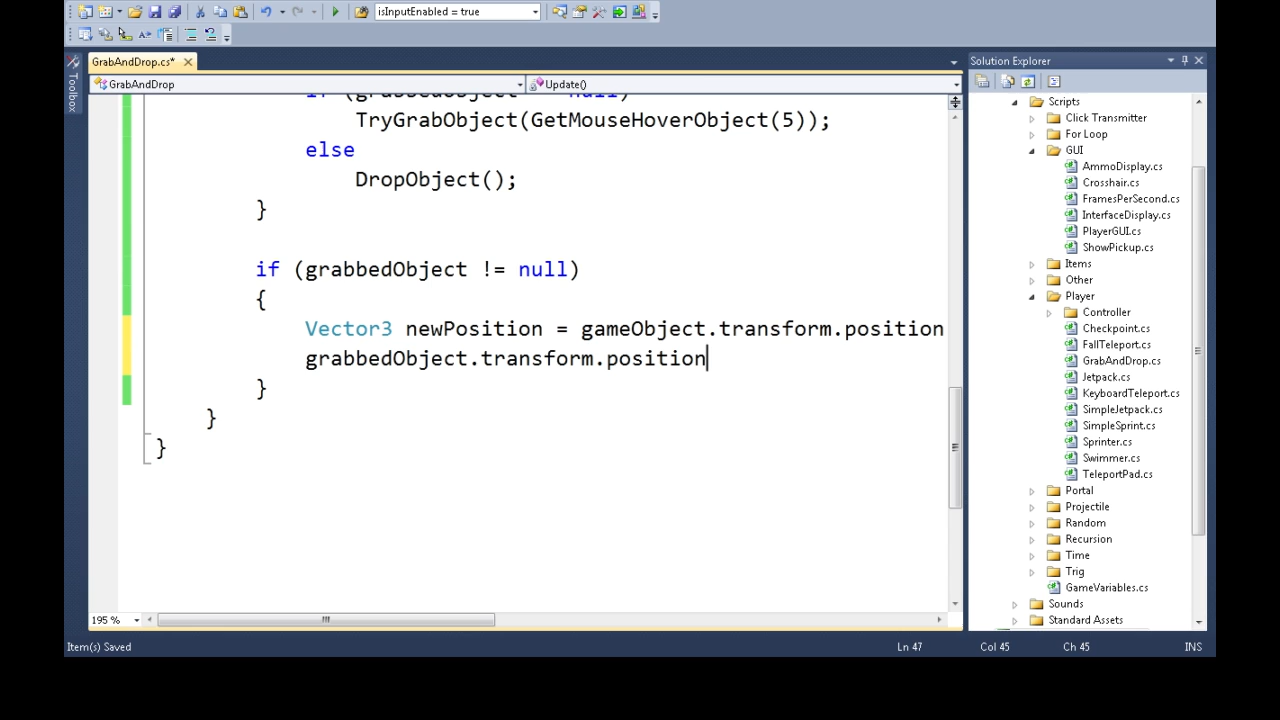 isInputEnabled = true
GrabAndDrop.cs*
Solution Explorer
Toolbox
GrabAndDrop
Update()
if (grabbedObject == null)
TryGrabObject(GetMouseHoverObject(5));
else
DropObject();
}
if (grabbedObject != null)
{
Vector3 newPosition = gameObject.transform.position
grabbedObject.transform.position
}
}
}
Scripts
Click Transmitter
For Loop
GUI
AmmoDisplay.cs
Crosshair.cs
FramesPerSecond.cs
InterfaceDisplay.cs
PlayerGUI.cs
ShowPickup.cs
Items
Other
Player
Controller
Checkpoint.cs
FallTeleport.cs
GrabAndDrop.cs
Jetpack.cs
KeyboardTeleport.cs
SimpleJetpack.cs
SimpleSprint.cs
Sprinter.cs
Swimmer.cs
TeleportPad.cs
Portal
Projectile
Random
Recursion
Time
Trig
GameVariables.cs
Sounds
Standard Assets
195 %
Item(s) Saved
Ln 47
Col 45
Ch 45
INS